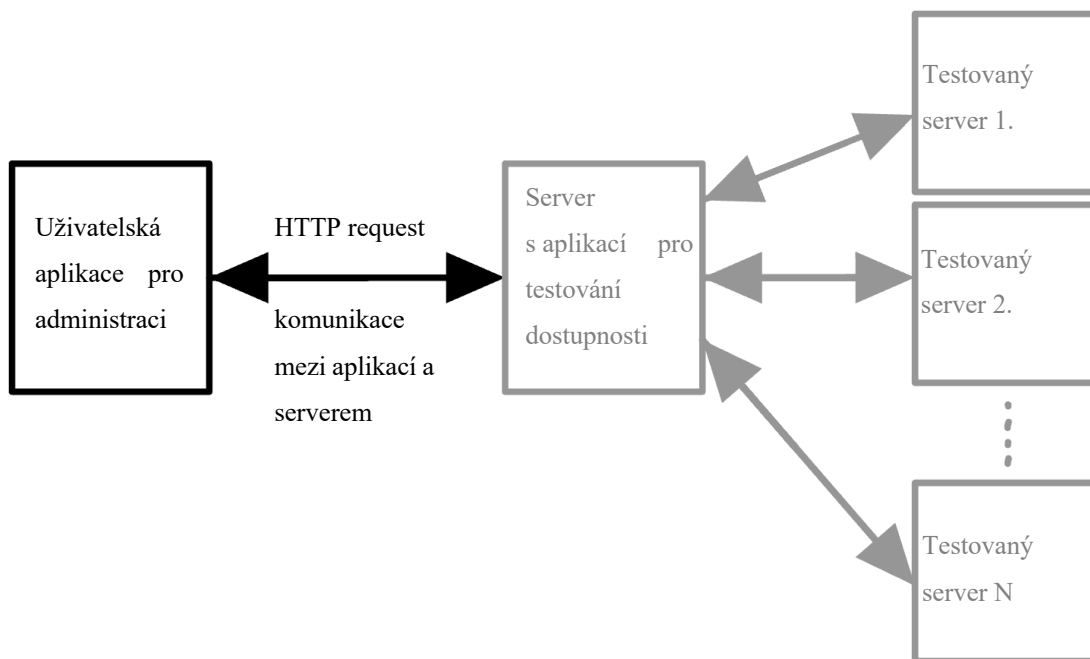 Uživatelská
aplikace pro
administraci
HTTP request
komunikace
mezi aplikací a
serverem
Server
s aplikací pro
testování
dostupnosti
Testovaný
server 1.
Testovaný
server 2.
Testovaný
server N